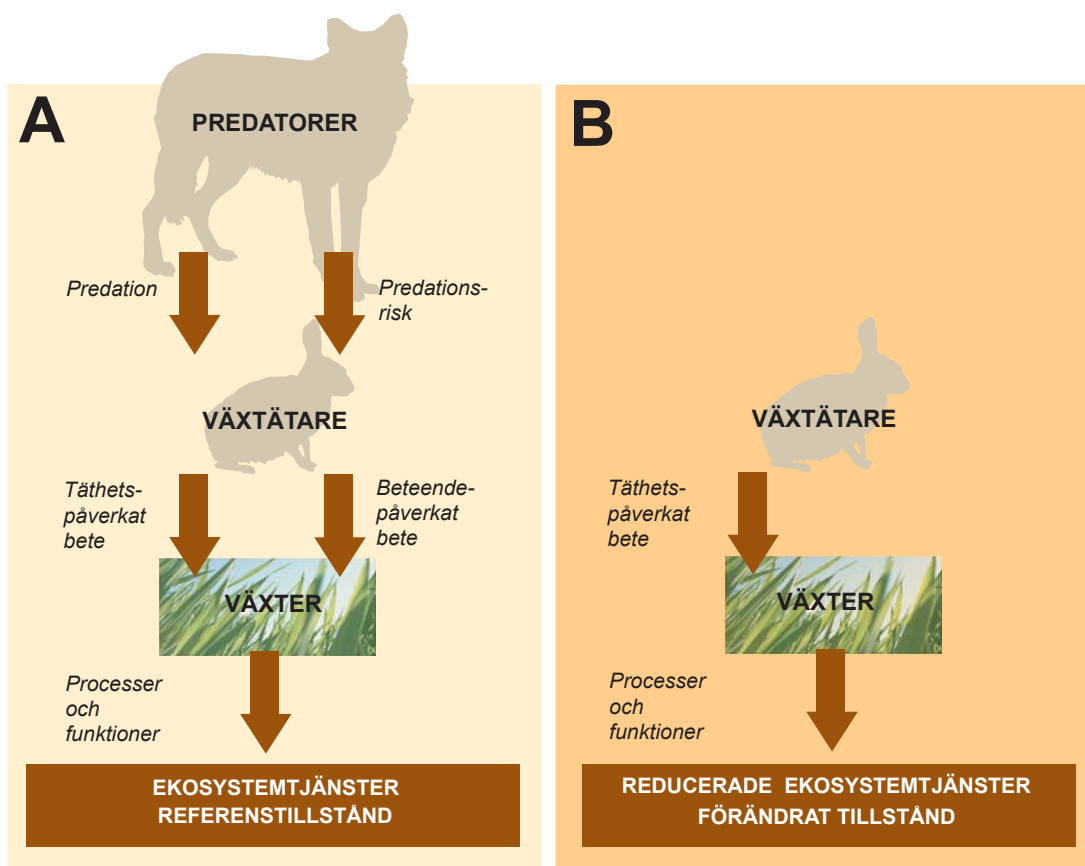 A
PREDATORER
Predation
Predations-
risk
VÄXTÄTARE
Täthets-
påverkat
bete
Beteende-
påverkat
bete
VÄXTER
Processer
och
funktioner
EKOSYSTEMTJÄNSTER
REFERENSTILLSTÅND
B
VÄXTÄTARE
Täthets-
påverkat
bete
VÄXTER
Processer
och
funktioner
REDUCERADE EKOSYSTEMTJÄNSTER
FÖRÄNDRAT TILLSTÅND